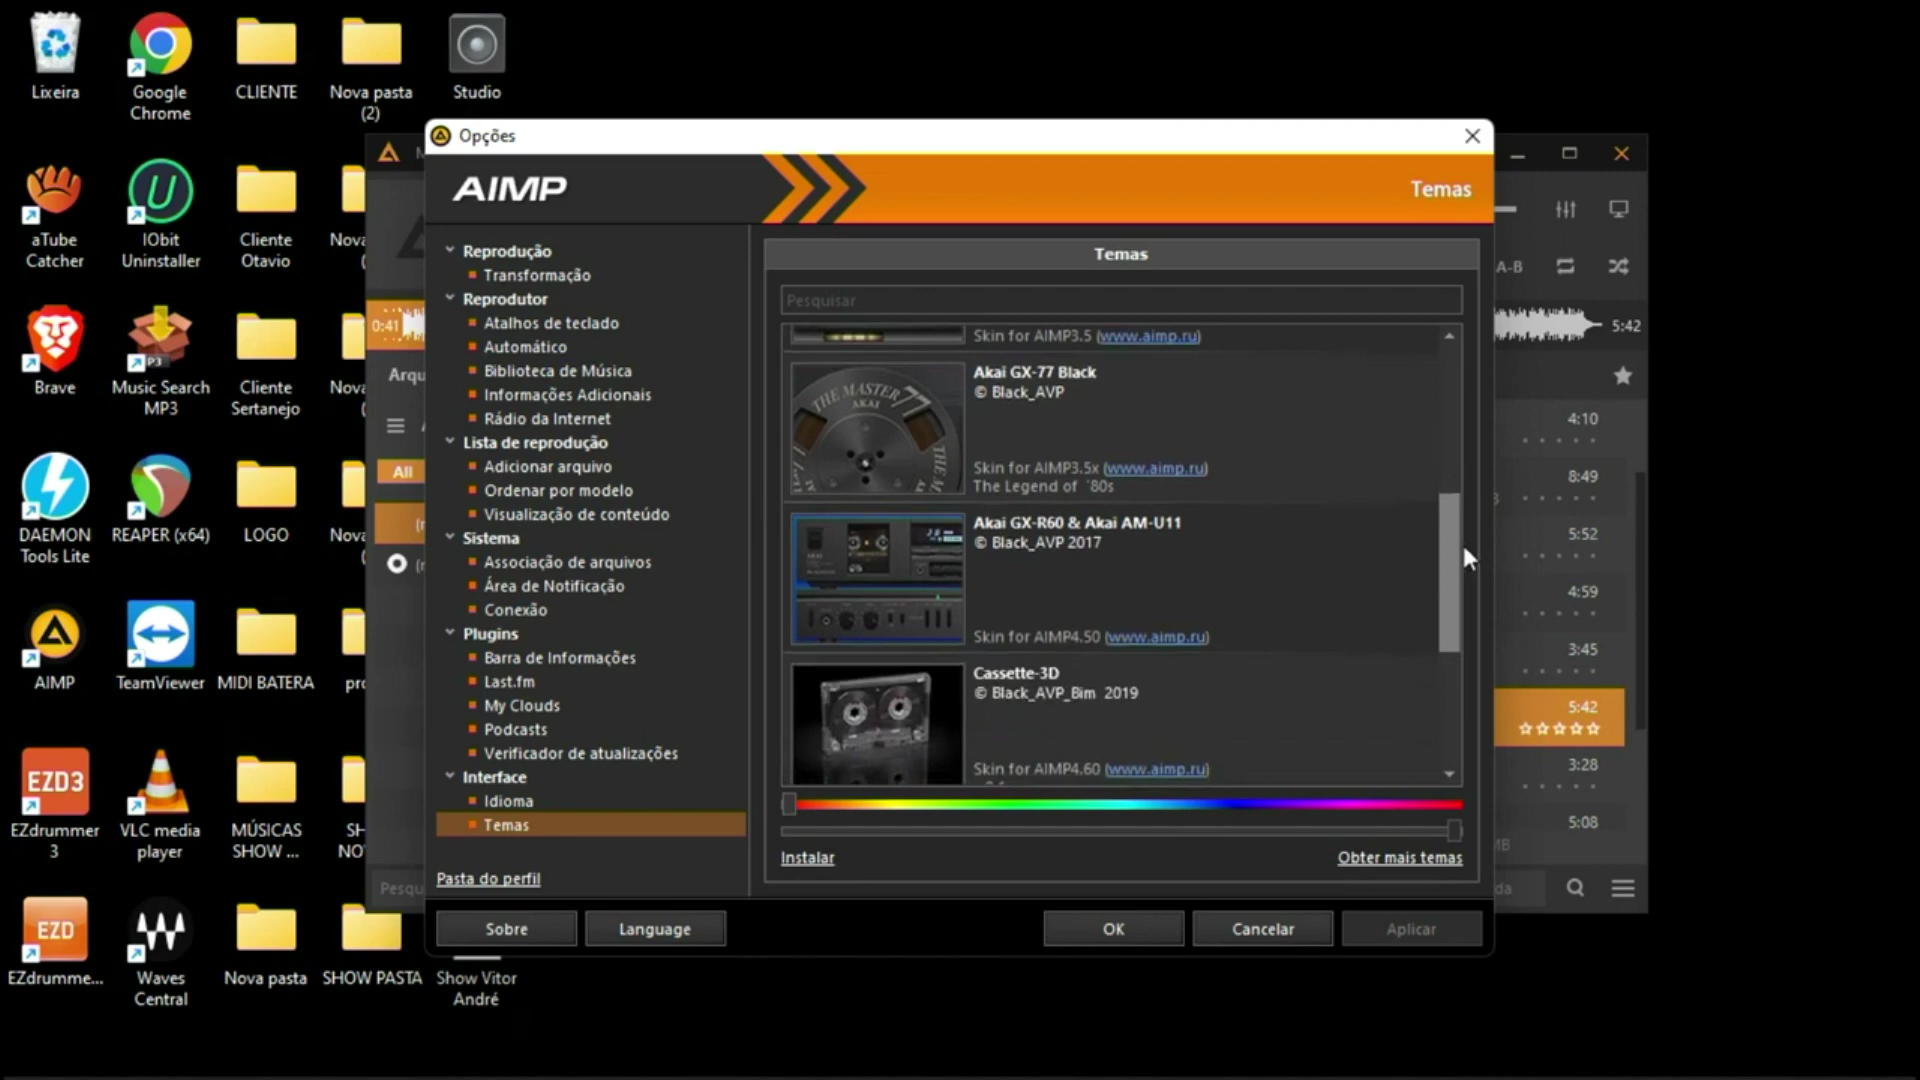 Lixeira
Google
Chrome
CLIENTE
Nova pasta
(2)
Studio
aTube
Catcher
IObit
Uninstaller
Cliente
Otavio
Brave
P3
Music Search
MP3
Cliente
Sertanejo
DAEMON
Tools Lite
REAPER (x64)
LOGO
AIMP
TeamViewer
MIDI BATERA
EZD3
EZdrummer
3
VLC media
player
MÚSICAS
SHOW ...
EZD
EZdrumme...
Waves
Central
Nova pasta
SHOW PASTA
Show Vitor
André
Opções
AIMP
Temas
Reprodução
Transformação
Reprodutor
Atalhos de teclado
Automático
Biblioteca de Música
Informações Adicionais
Rádio da Internet
Lista de reprodução
Adicionar arquivo
Ordenar por modelo
Visualização de conteúdo
Sistema
Associação de arquivos
Área de Notificação
Conexão
Plugins
Barra de Informações
Last.fm
My Clouds
Podcasts
Verificador de atualizações
Interface
Idioma
Temas
Pasta do perfil
Temas
Pesquisar
Skin for AIMP3.5 (www.aimp.ru)
THE MASTER 77
AKAI
Akai GX-77 Black
© Black_AVP
Skin for AIMP3.5x (www.aimp.ru)
The Legend of `80s
Akai GX-R60 & Akai AM-U11
© Black_AVP 2017
Skin for AIMP4.50 (www.aimp.ru)
Cassette-3D
© Black_AVP_Bim 2019
Skin for AIMP4.60 (www.aimp.ru)
Instalar
Obter mais temas
Sobre
Language
OK
Cancelar
Aplicar
0:41
All
A-B
5:42
4:10
8:49
5:52
4:59
3:45
5:42
3:28
5:08